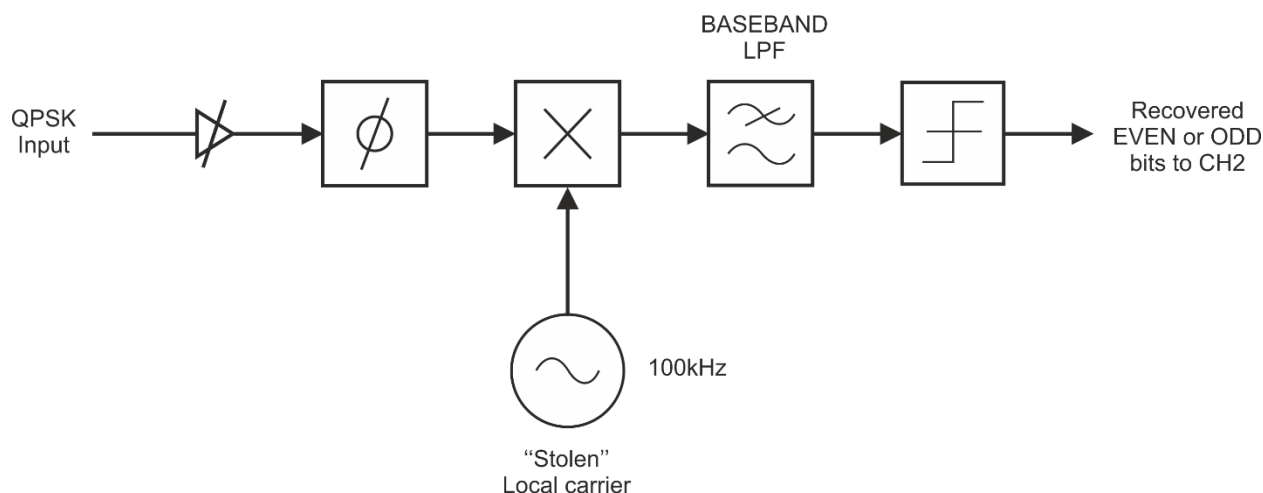 BASEBAND
LPF
QPSK
Input
Recovered
EVEN or ODD
bits to CH2
100kHz
“Stolen”
Local carrier